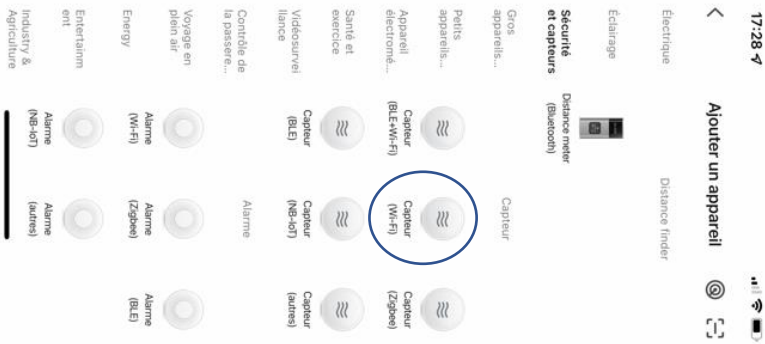 17:28
Ajouter un appareil
Électrique
Éclairage
Sécurité
et capteurs
Gros
appareils...
Petits
appareils...
Appareil
électromé...
Santé et
exercice
Vidéosurvei
llance
Contrôle de
la passere...
Voyage en
plein air
Energy
Entertainm
ent
Industry &
Agriculture
Distance finder
Distance meter
(Bluetooth)
Capteur
Capteur
(BLE+Wi-Fi)
Capteur
(Wi-Fi)
Capteur
(Zigbee)
Capteur
(BLE)
Capteur
(NB-IoT)
Capteur
(autres)
Alarme
Alarme
(Wi-Fi)
Alarme
(Zigbee)
Alarme
(BLE)
Alarme
(NB-IoT)
Alarme
(autres)